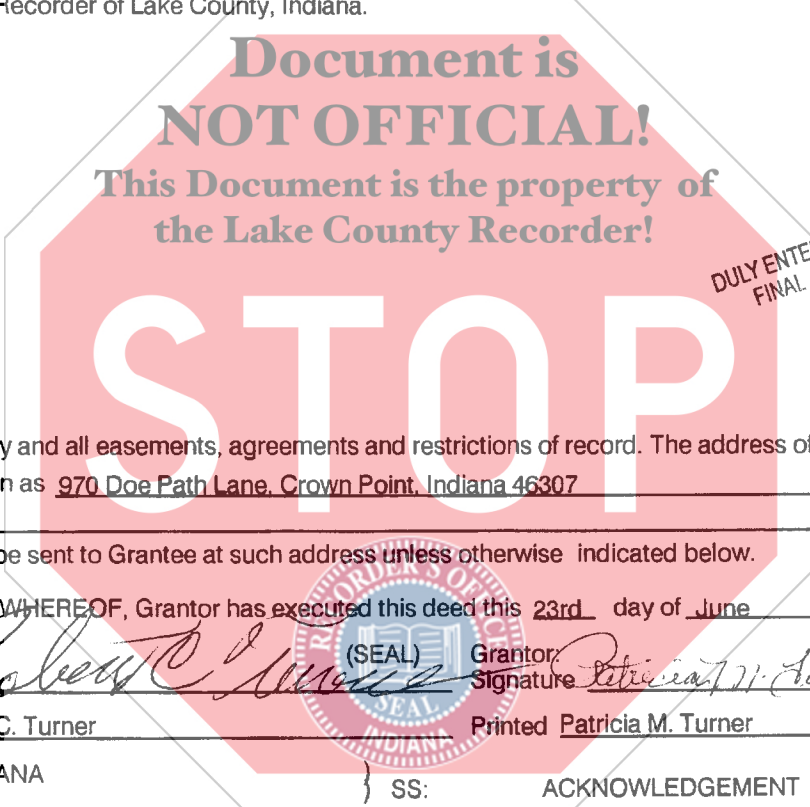 Recorder of Lake County, Indiana.
Document is
NOT OFFICIAL!
This Document is the property of
the Lake County Recorder!
DULY ENTE
FINAL
STOP
y and all easements, agreements and restrictions of record. The address of
n as 970 Doe Path Lane, Crown Point, Indiana 46307
be sent to Grantee at such address unless otherwise indicated below.
WHEREOF, Grantor has executed this deed this 23rd day of June
RECORDER'S OFFICE
(SEAL) Grantor:
Signature Patricia M.
SEAL
C. Turner Printed Patricia M. Turner
INDIANA
ANA
SS: ACKNOWLEDGEMENT